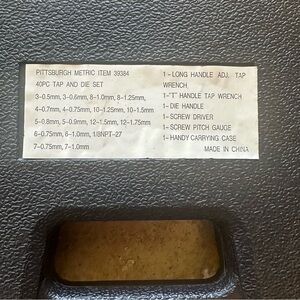 PITTSBURGH METRIC ITEM 39384
40PC TAP AND DIE SET
3-0.5mm, 3-0.6mm, 8-1.0mm, 8-1.25mm,
4-0.7mm, 4-0.75mm, 10-1.25mm, 10-1.5mm
5-0.8mm, 5-0.9mm, 12-1.5mm, 12-1.75mm
6-0.75mm, 6-1.0mm, 1/8NPT-27
7-0.75mm, 7-1.0mm
1-LONG HANDLE ADJ. TAP
WRENCH
1-"T" HANDLE TAP WRENCH
1-DIE HANDLE
1-SCREW DRIVER
1-SCREW PITCH GAUGE
1-HANDY CARRYING CASE
MADE IN CHINA